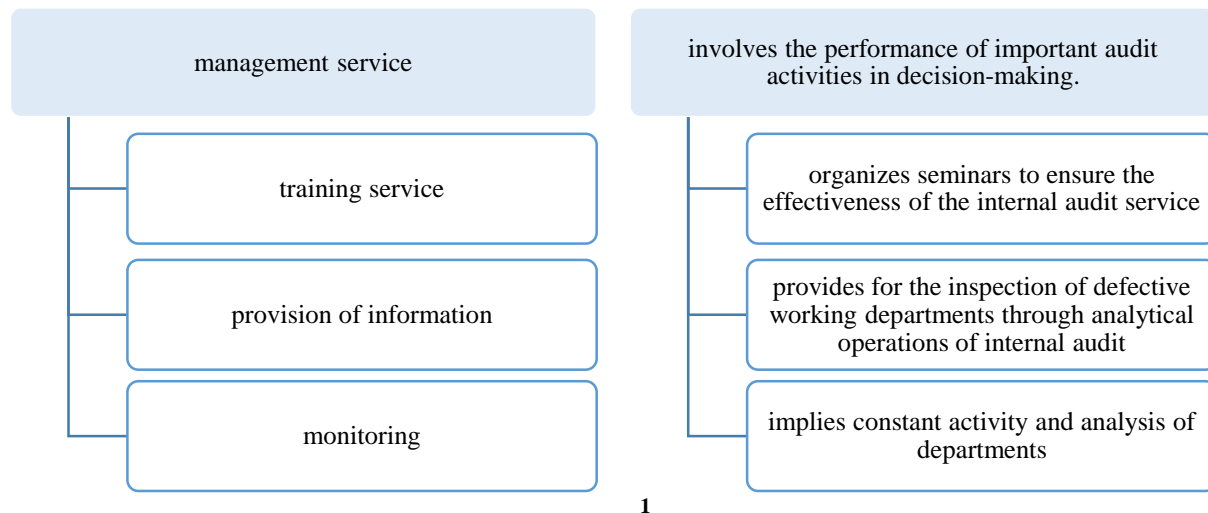 management service
training service
provision of information
monitoring
involves the performance of important audit
activities in decision-making.
organizes seminars to ensure the
effectiveness of the internal audit service
provides for the inspection of defective
working departments through analytical
operations of internal audit
implies constant activity and analysis of
departments
1